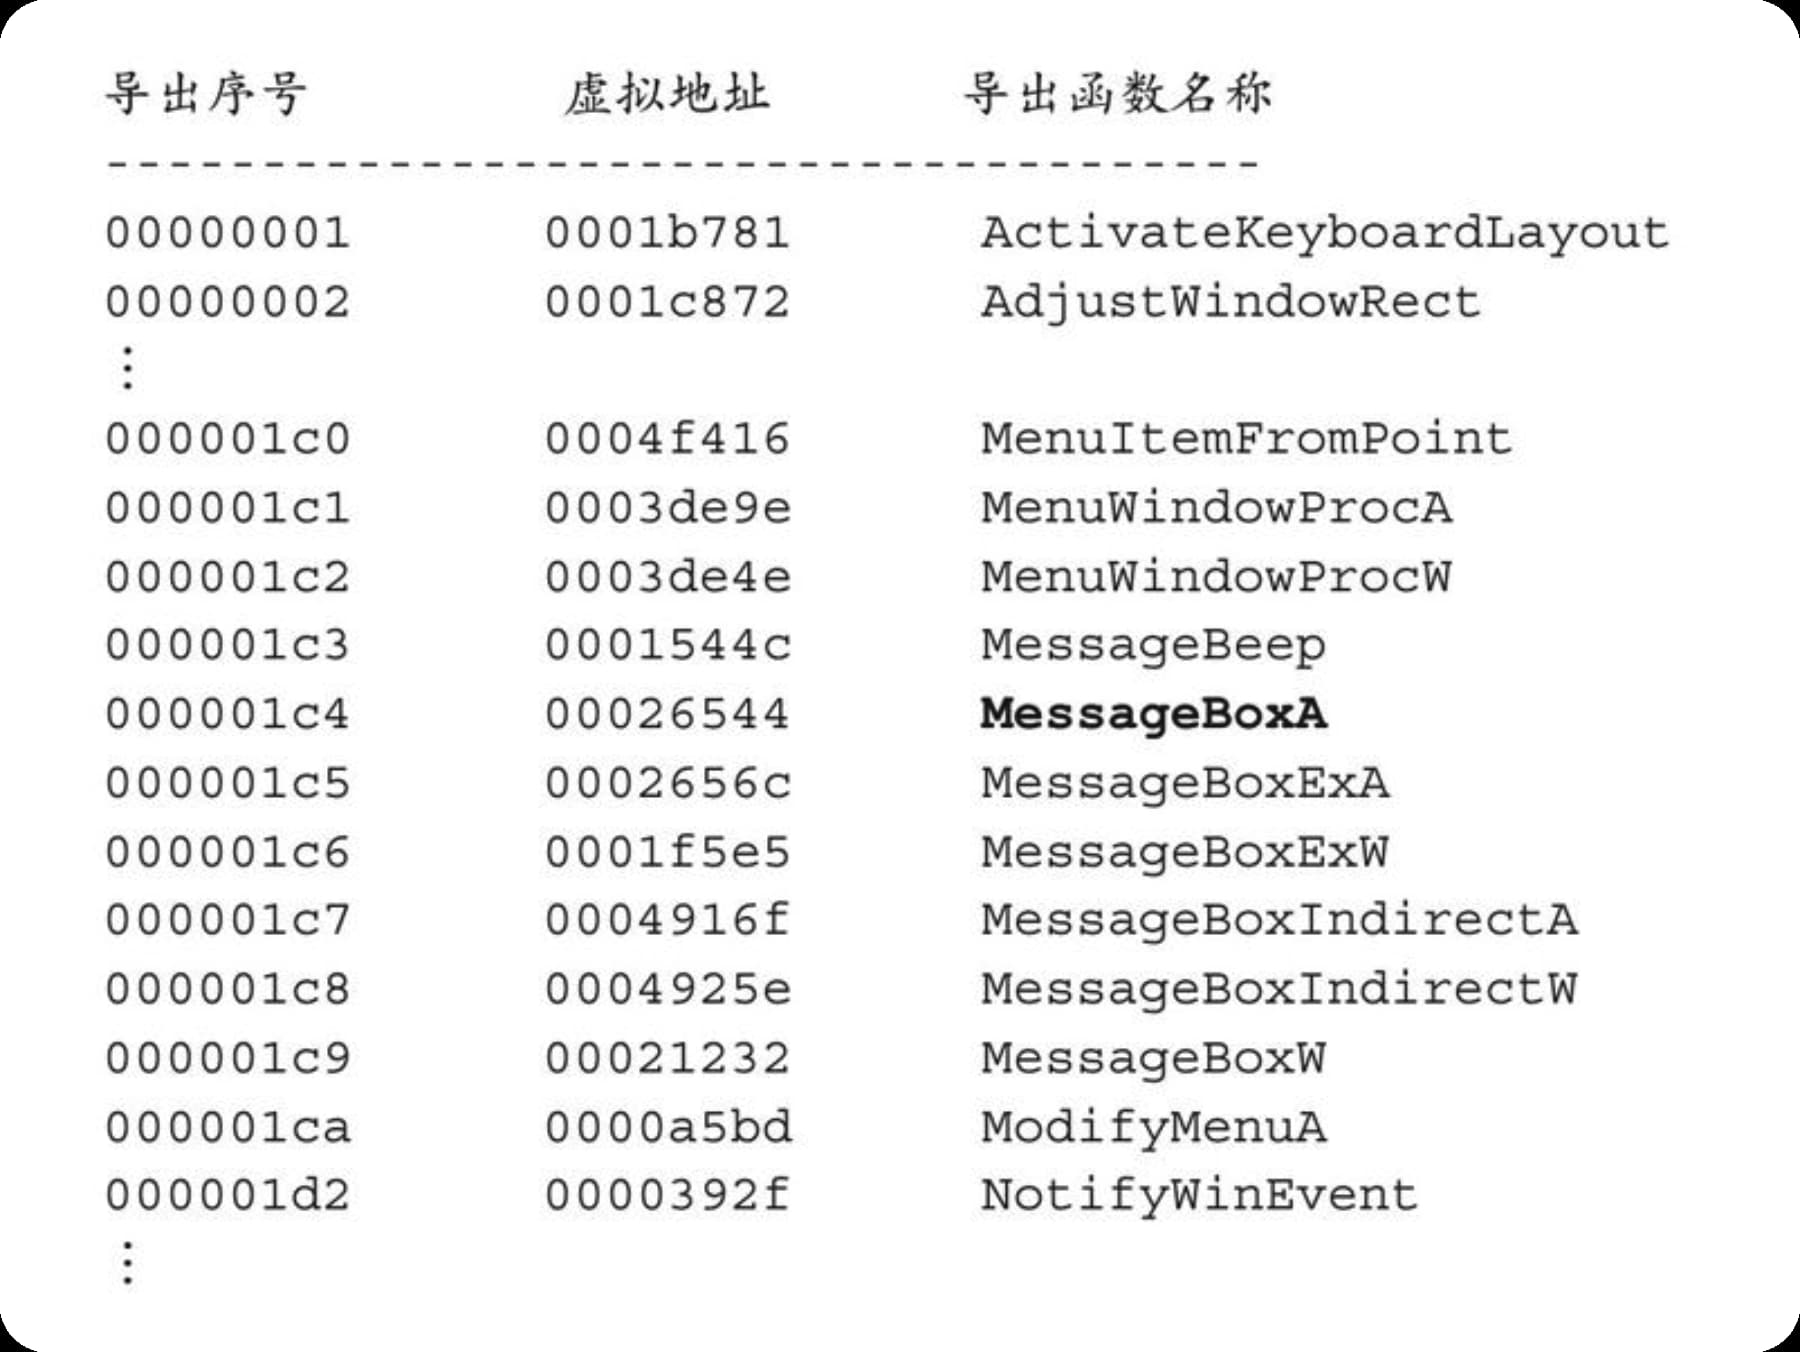 导出序号 虚拟地址 导出函数名称
-------------------------------------
00000001 0001b781 ActivateKeyboardLayout
00000002 0001c872 AdjustWindowRect
⋮
000001c0 0004f416 MenuItemFromPoint
000001c1 0003de9e MenuWindowProcA
000001c2 0003de4e MenuWindowProcW
000001c3 0001544c MessageBeep
000001c4 00026544 MessageBoxA
000001c5 0002656c MessageBoxExA
000001c6 0001f5e5 MessageBoxExW
000001c7 0004916f MessageBoxIndirectA
000001c8 0004925e MessageBoxIndirectW
000001c9 00021232 MessageBoxW
000001ca 0000a5bd ModifyMenuA
000001d2 0000392f NotifyWinEvent
⋮